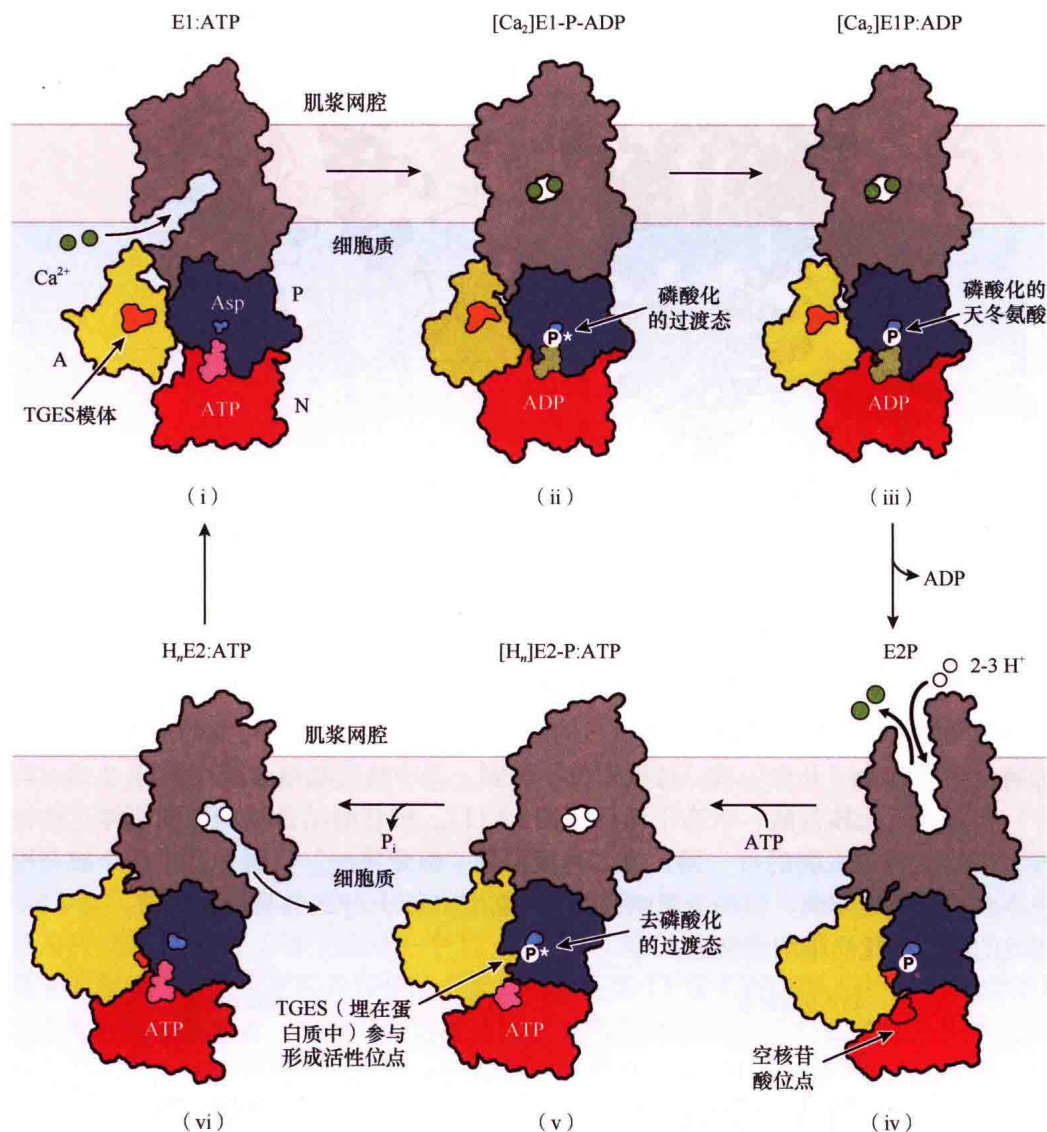 E1:ATP
[Ca₂]E1-P-ADP
[Ca₂]E1P:ADP
肌浆网腔
细胞质
Ca²⁺
Asp
P
A
ATP
N
TGES模体
磷酸化
的过渡态
P*
ADP
磷酸化的
天冬氨酸
P
ADP
(i)
(ii)
(iii)
ADP
HₙE2:ATP
[Hₙ]E2-P:ATP
E2P
2-3 H⁺
肌浆网腔
Pᵢ
ATP
细胞质
去磷酸化
的过渡态
P*
P
ATP
TGES（埋在蛋
白质中）参与
形成活性位点
ATP
空核苷
酸位点
(vi)
(v)
(iv)